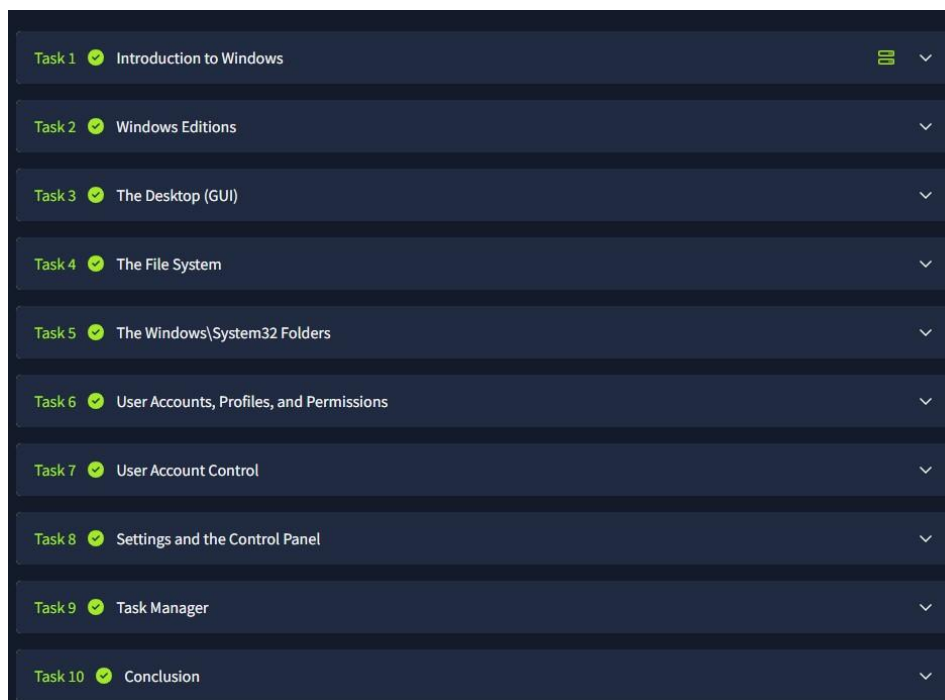 Task 1 Introduction to Windows
Task 2 Windows Editions
Task 3 The Desktop (GUI)
Task 4 The File System
Task 5 The Windows\System32 Folders
Task 6 User Accounts, Profiles, and Permissions
Task 7 User Account Control
Task 8 Settings and the Control Panel
Task 9 Task Manager
Task 10 Conclusion